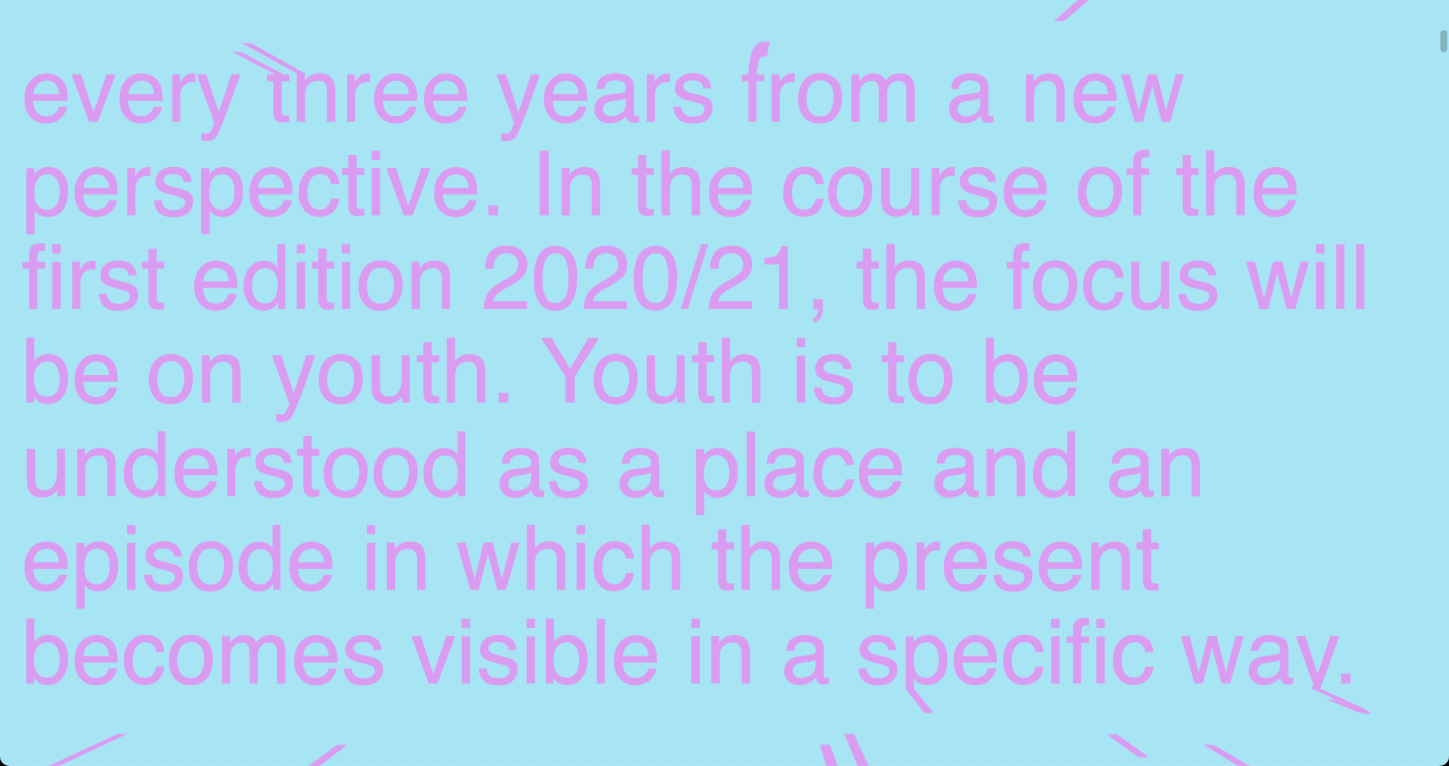 every three years from a new
perspective. In the course of the
first edition 2020/21, the focus will
be on youth. Youth is to be
understood as a place and an
episode in which the present
becomes visible in a specific way.